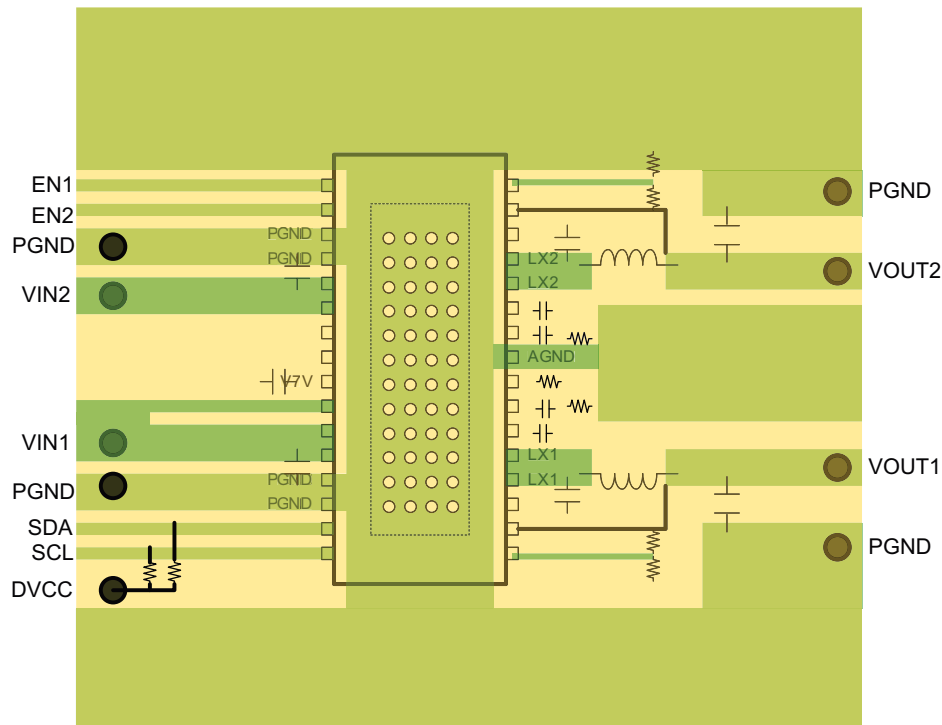 EN1
EN2
PGND
VIN2
VIN1
PGND
SDA
SCL
DVCC
PGND
PGND
V7V
PGND
PGND
LX2
LX2
AGND
LX1
LX1
PGND
VOUT2
VOUT1
PGND